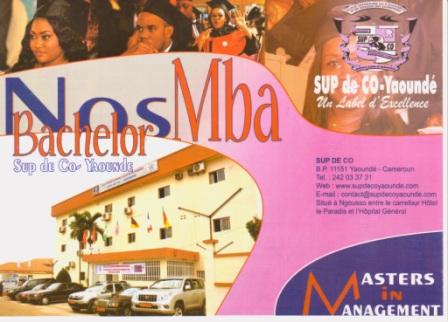 SUP de CO-Yaoundé
Un Label d'Excellence
Nos Mba
Bachelor
Sup de Co- Yaounde
SUP DE CO
B.P. 11151 Yaoundé - Cameroun
Tel. : 242 03 37 31
Web : www.supdecoyaounde.com
E-mail : contact@supdecoyaounde.com
Situé à Ngousso entre le carrefour Hôtel
le Paradis et l'Hôpital Général
MASTERS
IN
MANAGEMENT